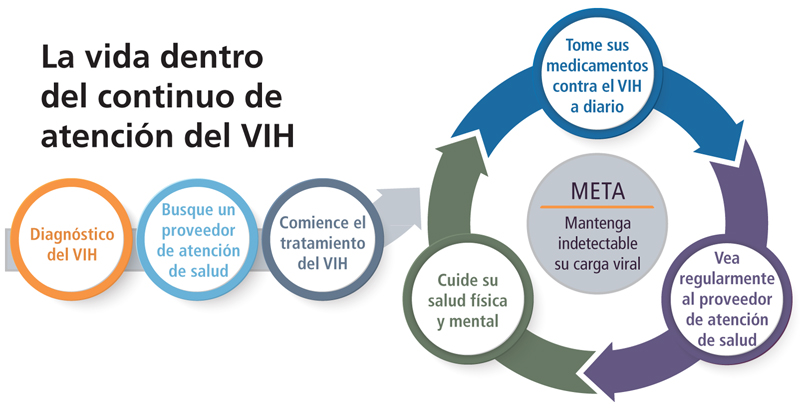 La vida dentro
del continuo de
atención del VIH
Diagnóstico
del VIH
Busque un
proveedor
de atención
de salud
Comience el
tratamiento
del VIH
Tome sus
medicamentos
contra el VIH
a diario
Vea
regularmente
al proveedor
de atención
de salud
Cuide su
salud física
y mental
META
Mantenga
indetectable
su carga viral